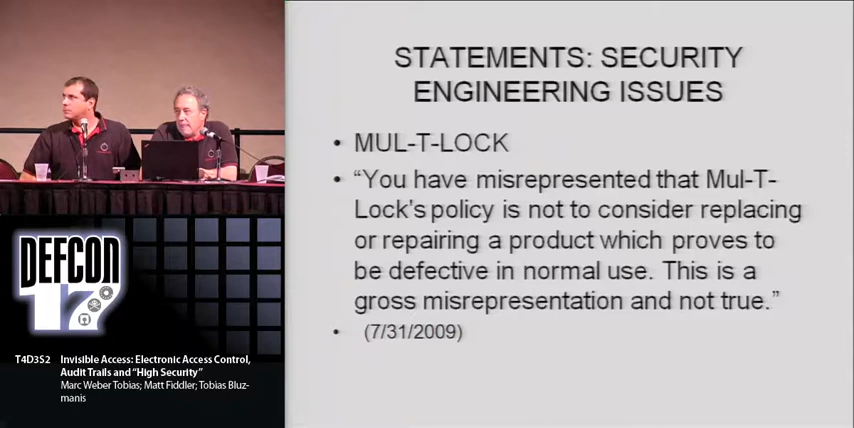 STATEMENTS: SECURITY
ENGINEERING ISSUES
• MUL-T-LOCK
• “You have misrepresented that Mul-T-
Lock's policy is not to consider replacing
or repairing a product which proves to
be defective in normal use. This is a
gross misrepresentation and not true.”
• (7/31/2009)
DEFCON
17
T4D3S2 Invisible Access: Electronic Access Control,
Audit Trails and “High Security”
Marc Weber Tobias; Matt Fiddler; Tobias Bluz-
manis